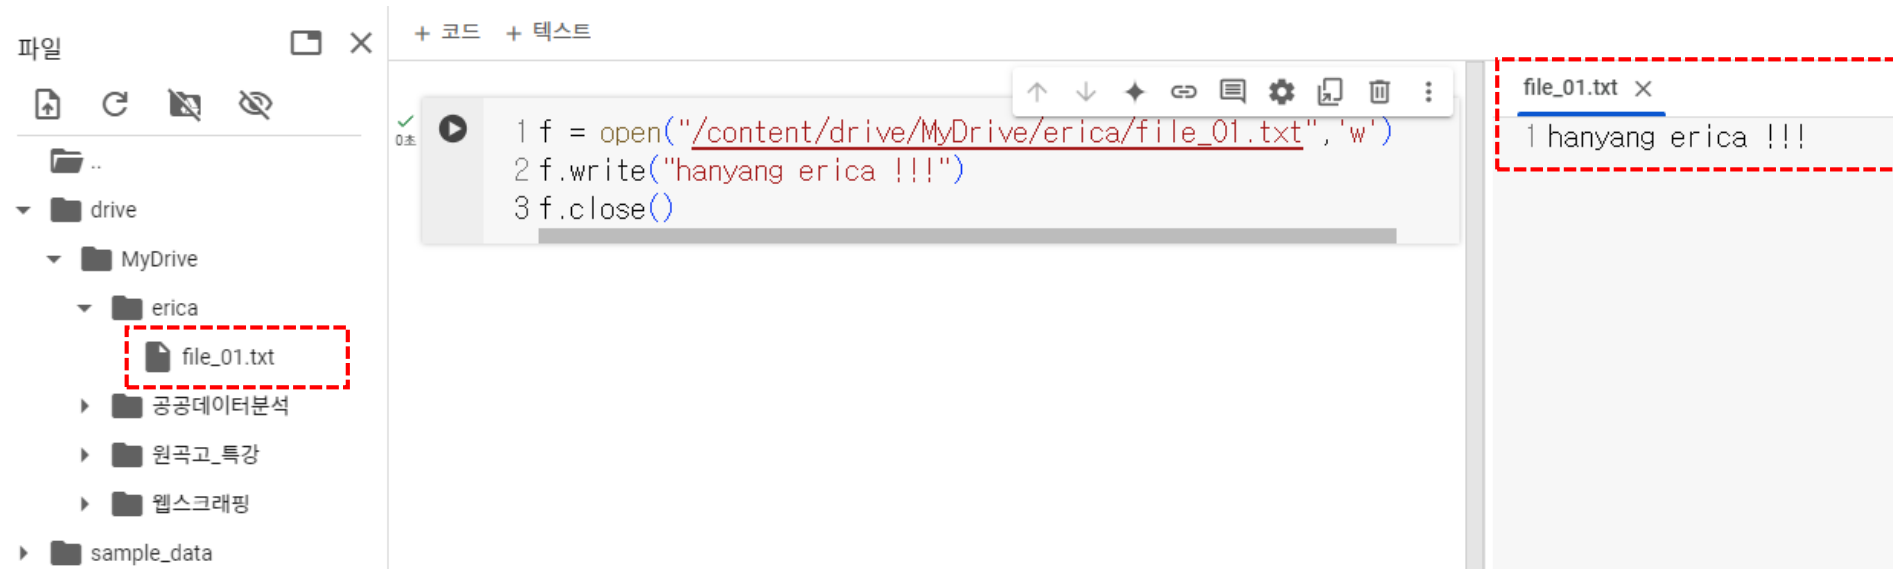 파일
..
drive
MyDrive
erica
file_01.txt
공공데이터분석
원곡고_특강
웹스크래핑
sample_data
+ 코드 + 텍스트
0초
1 f = open("/content/drive/MyDrive/erica/file_01.txt",'w')
2 f.write("hanyang erica !!!")
3 f.close()
file_01.txt
1 hanyang erica !!!